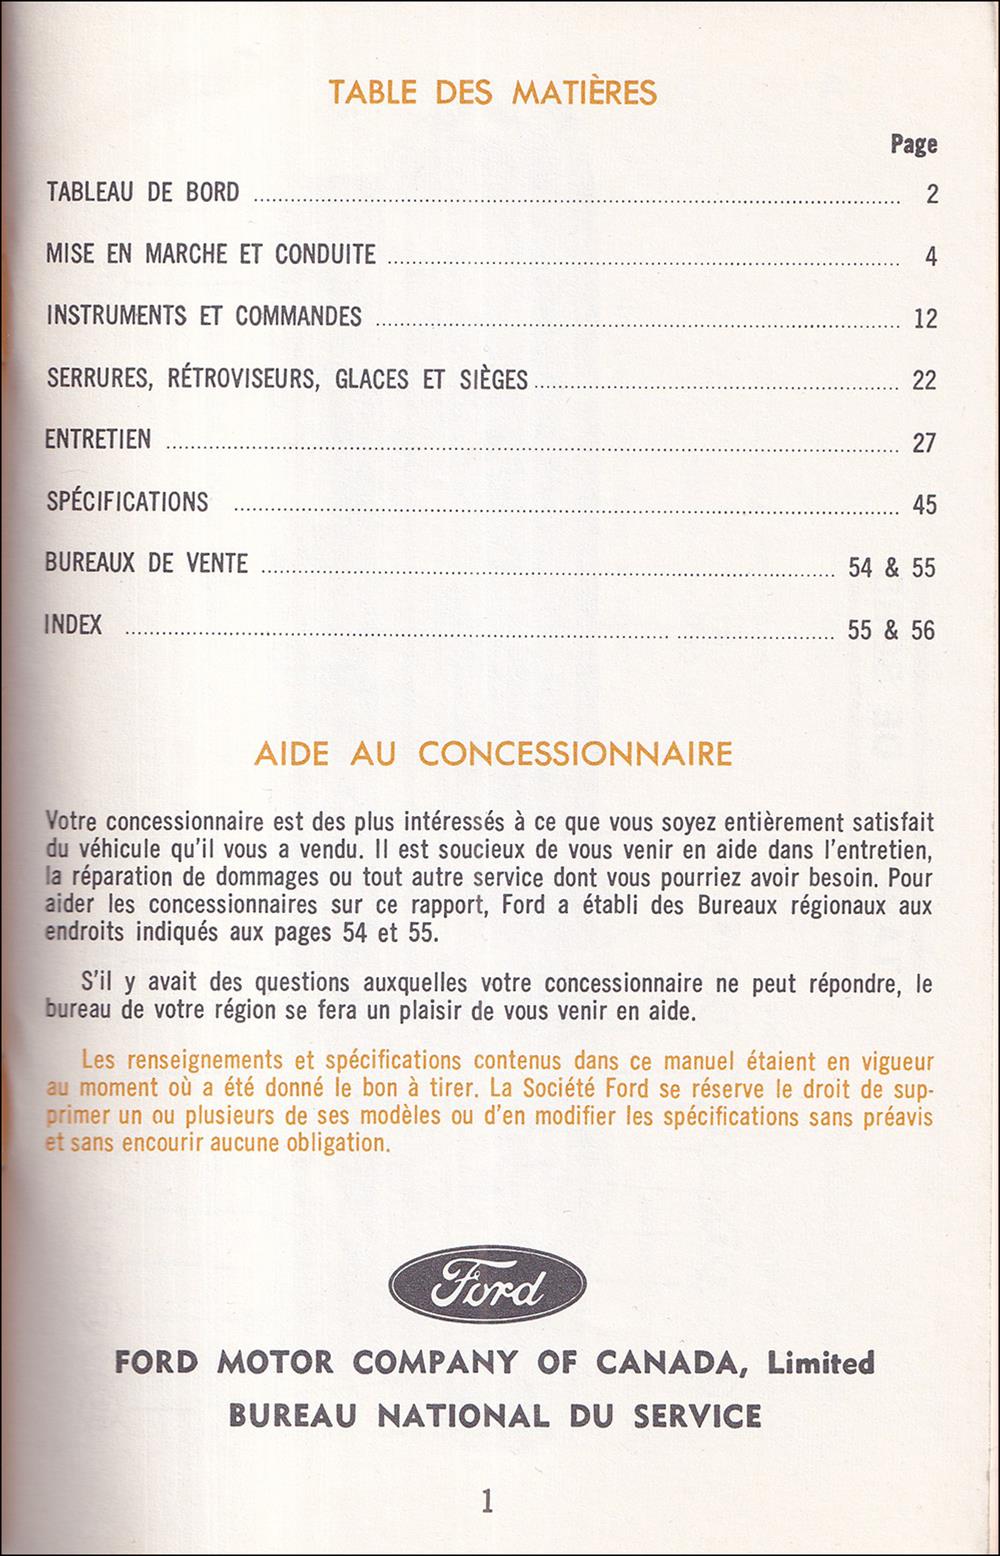 TABLE DES MATIÈRES
Page
TABLEAU DE BORD ........ 2
MISE EN MARCHE ET CONDUITE ........ 4
INSTRUMENTS ET COMMANDES ........ 12
SERRURES, RÉTROVISEURS, GLACES ET SIÈGES ........ 22
ENTRETIEN ........ 27
SPÉCIFICATIONS ........ 45
BUREAUX DE VENTE ........ 54 & 55
INDEX ........ 55 & 56
AIDE AU CONCESSIONNAIRE
Votre concessionnaire est des plus intéressés à ce que vous soyez entièrement satisfait
du véhicule qu'il vous a vendu. Il est soucieux de vous venir en aide dans l'entretien,
la réparation de dommages ou tout autre service dont vous pourriez avoir besoin. Pour
aider les concessionnaires sur ce rapport, Ford a établi des Bureaux régionaux aux
endroits indiqués aux pages 54 et 55.
S'il y avait des questions auxquelles votre concessionnaire ne peut répondre, le
bureau de votre région se fera un plaisir de vous venir en aide.
Les renseignements et spécifications contenus dans ce manuel étaient en vigueur
au moment où a été donné le bon à tirer. La Société Ford se réserve le droit de sup-
primer un ou plusieurs de ses modèles ou d'en modifier les spécifications sans préavis
et sans encourir aucune obligation.
Ford
FORD MOTOR COMPANY OF CANADA, Limited
BUREAU NATIONAL DU SERVICE
1